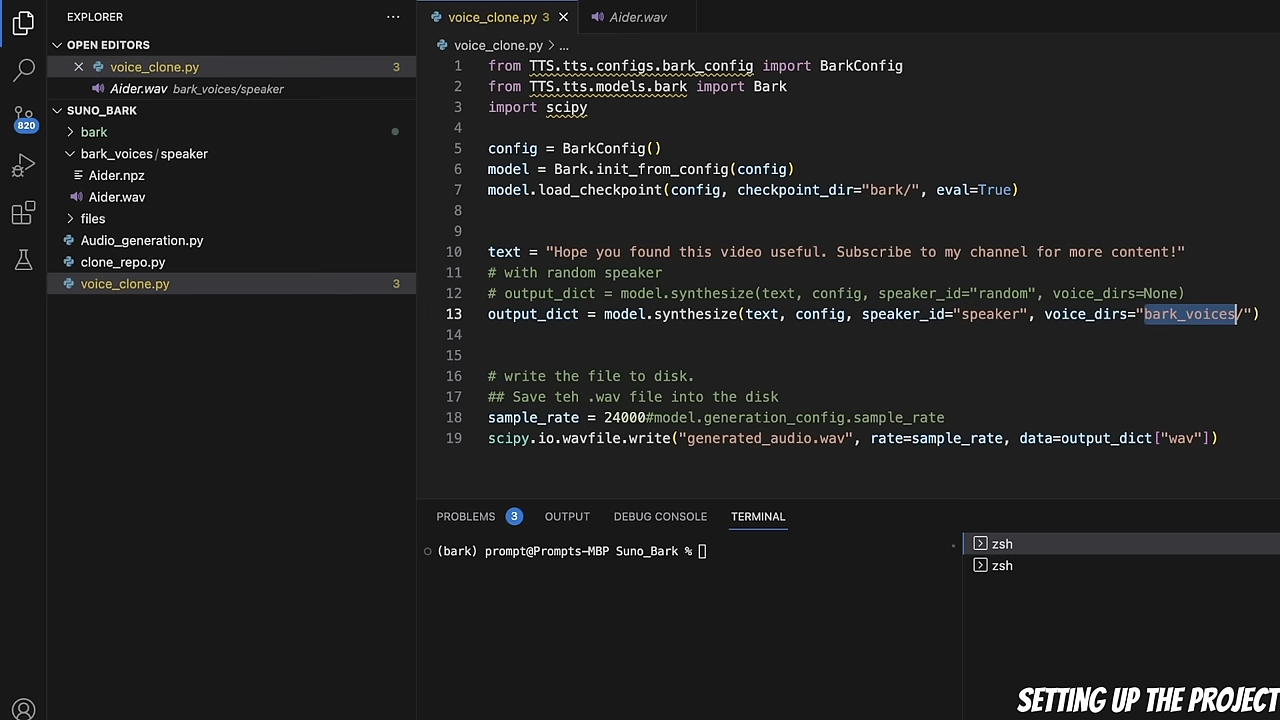 EXPLORER
OPEN EDITORS
voice_clone.py 3
Aider.wav bark_voices/speaker
SUNO_BARK
bark
bark_voices/speaker
Aider.npz
Aider.wav
files
Audio_generation.py
clone_repo.py
voice_clone.py 3
820
voice_clone.py 3 Aider.wav
voice_clone.py > ...
1 from TTS.tts.configs.bark_config import BarkConfig
2 from TTS.tts.models.bark import Bark
3 import scipy
4
5 config = BarkConfig()
6 model = Bark.init_from_config(config)
7 model.load_checkpoint(config, checkpoint_dir="bark/", eval=True)
8
9
10 text = "Hope you found this video useful. Subscribe to my channel for more content!"
11 # with random speaker
12 # output_dict = model.synthesize(text, config, speaker_id="random", voice_dirs=None)
13 output_dict = model.synthesize(text, config, speaker_id="speaker", voice_dirs="bark_voices/")
14
15
16 # write the file to disk.
17 ## Save teh .wav file into the disk
18 sample_rate = 24000#model.generation_config.sample_rate
19 scipy.io.wavfile.write("generated_audio.wav", rate=sample_rate, data=output_dict["wav"])
PROBLEMS 3 OUTPUT DEBUG CONSOLE TERMINAL
(bark) prompt@Prompts-MBP Suno_Bark %
zsh
zsh
SETTING UP THE PROJECT